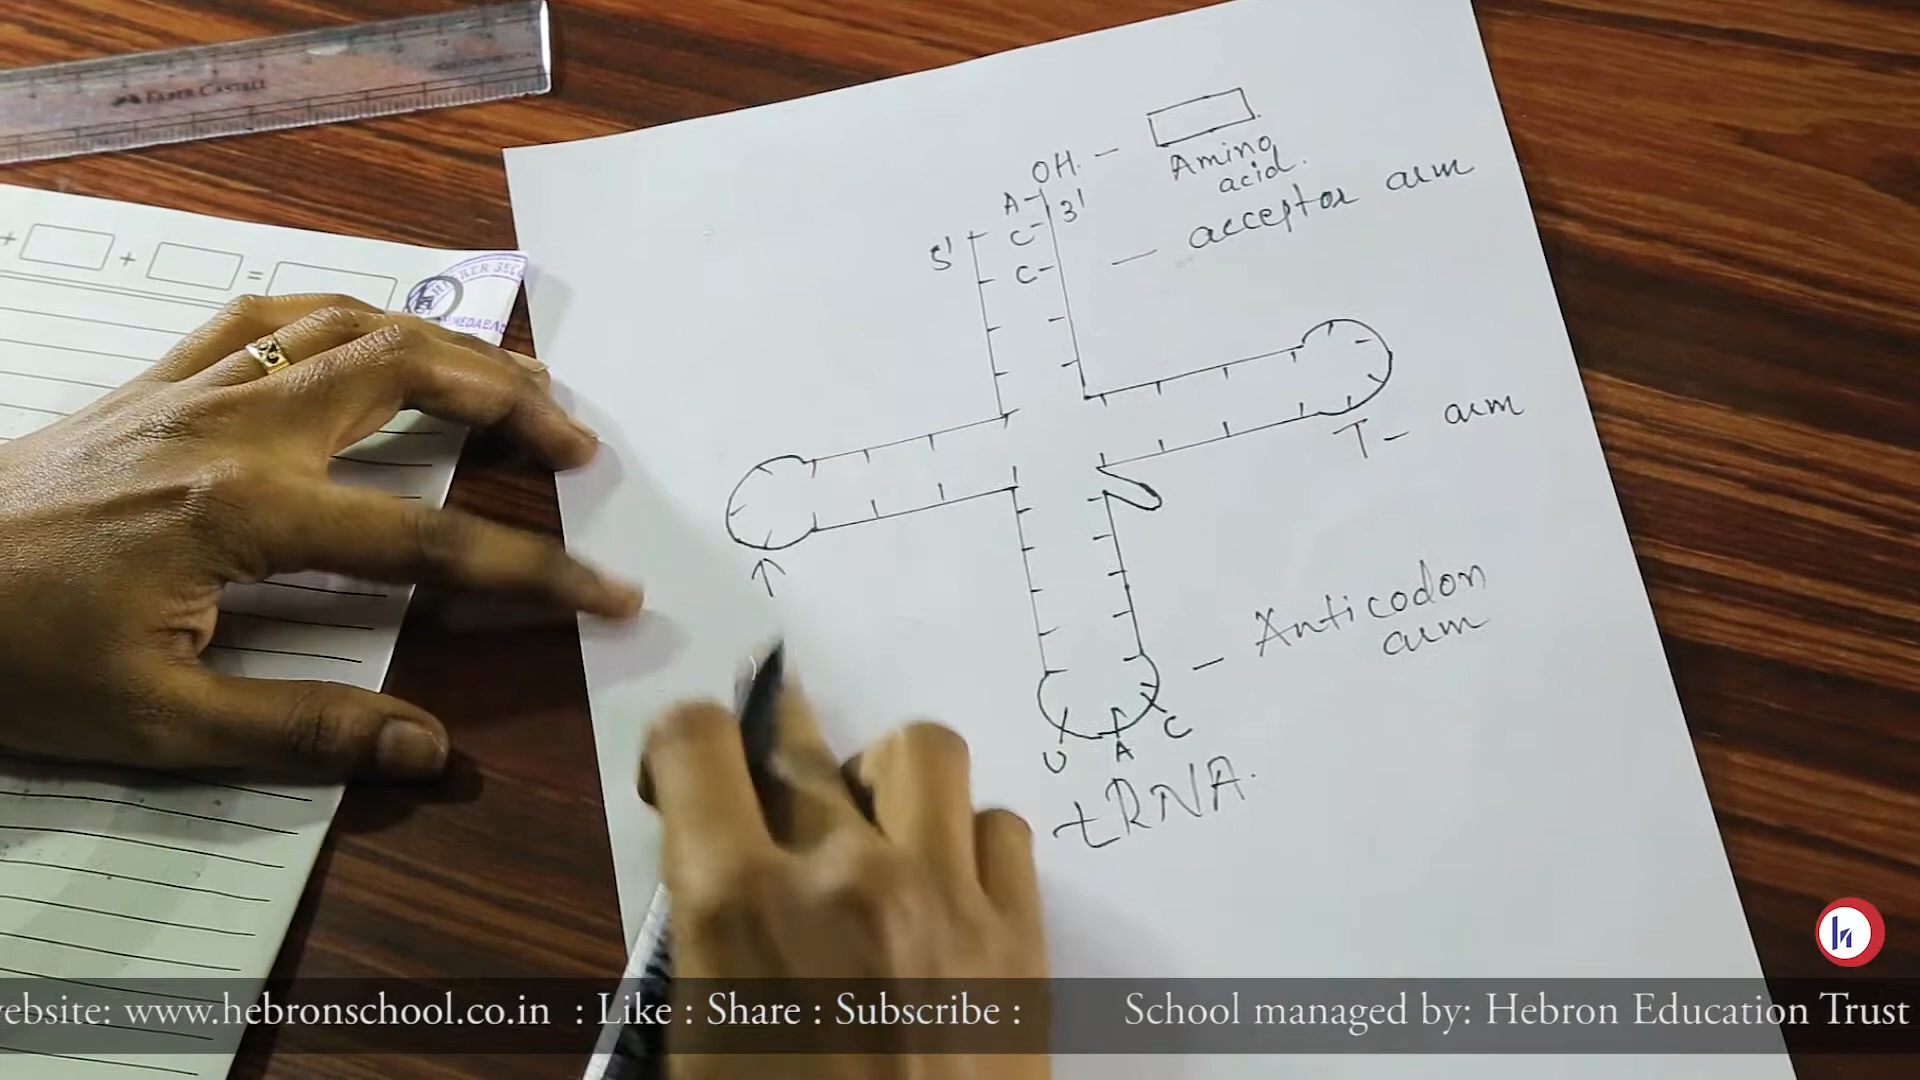 FABER-CASTELL
+ + =
OH. –
Amino
acid.
A-
3'
5'
C-
C-
– acceptor arm
T- arm
– Anticodon
arm
U A C
tRNA.
ebsite: www.hebronschool.co.in : Like : Share : Subscribe : School managed by: Hebron Education Trust